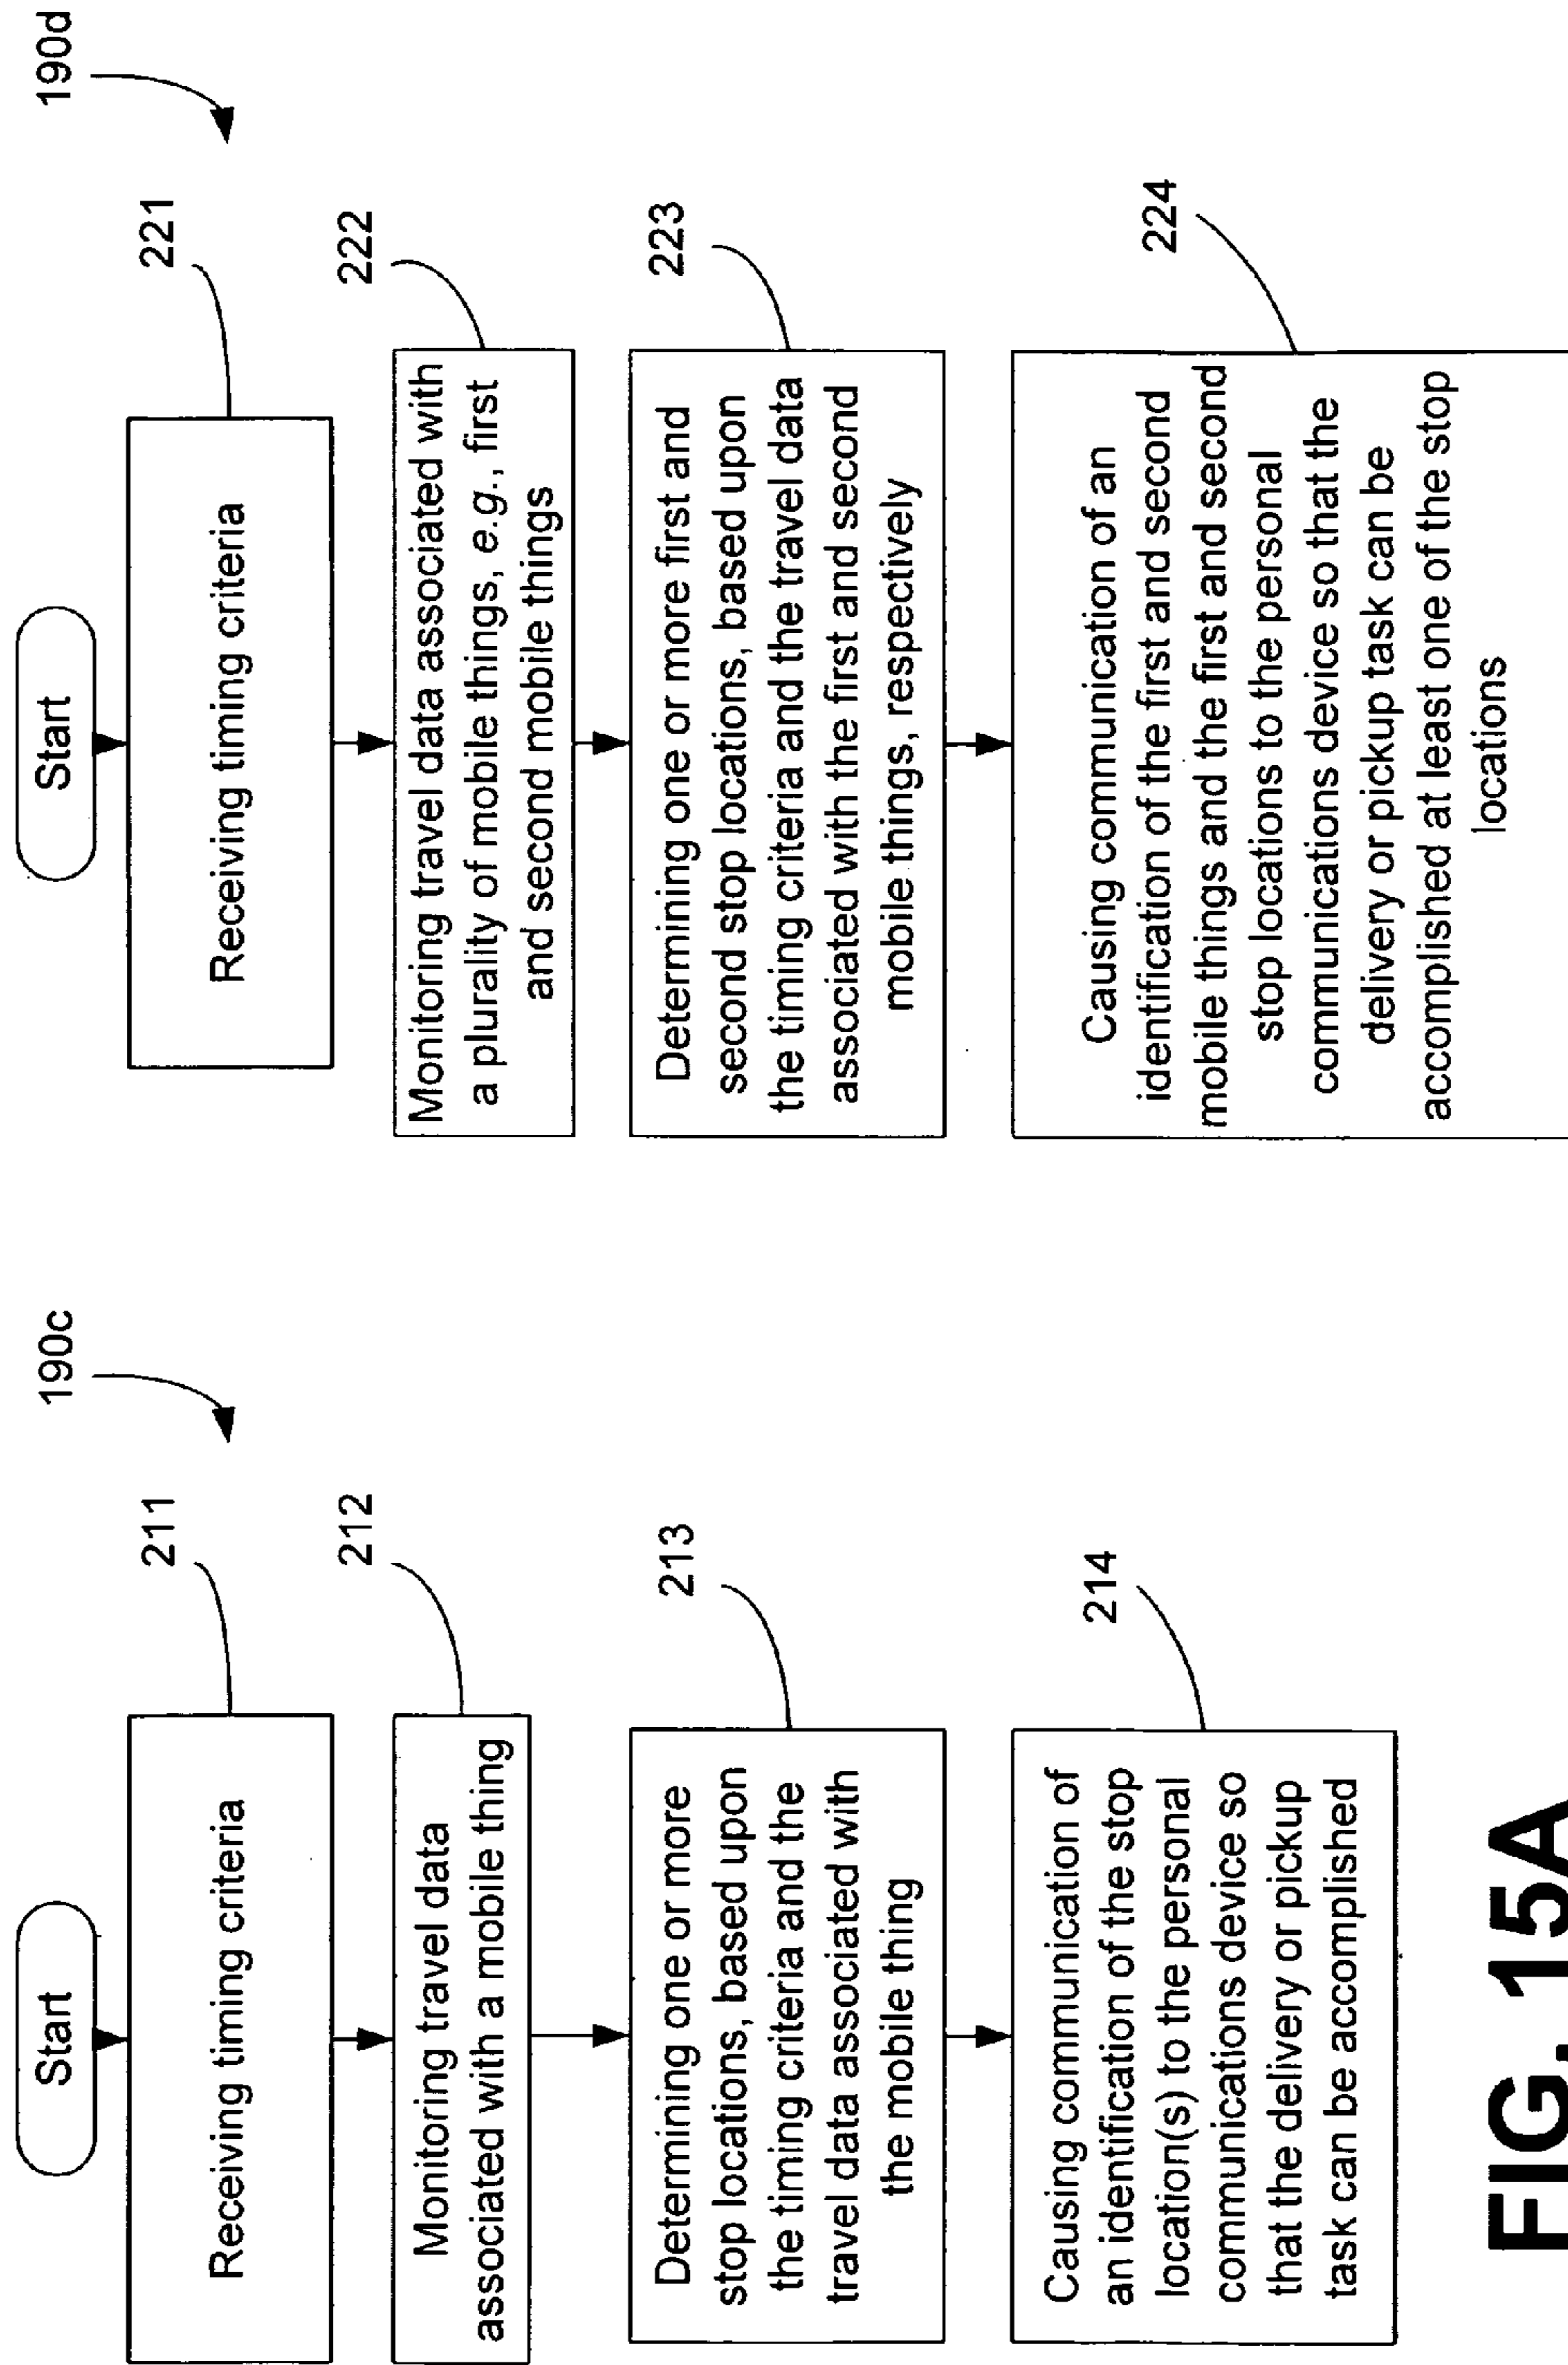 190c
Start
211
Receiving timing criteria
212
Monitoring travel data
associated with a mobile thing
213
Determining one or more
stop locations, based upon
the timing criteria and the
travel data associated with
the mobile thing
214
Causing communication of
an identification of the stop
location(s) to the personal
communications device so
that the delivery or pickup
task can be accomplished
FIG. 15A
190d
Start
221
Receiving timing criteria
222
Monitoring travel data associated with
a plurality of mobile things, e.g., first
and second mobile things
223
Determining one or more first and
second stop locations, based upon
the timing criteria and the travel data
associated with the first and second
mobile things, respectively
224
Causing communication of an
identification of the first and second
mobile things and the first and second
stop locations to the personal
communications device so that the
delivery or pickup task can be
accomplished at least one of the stop
locations